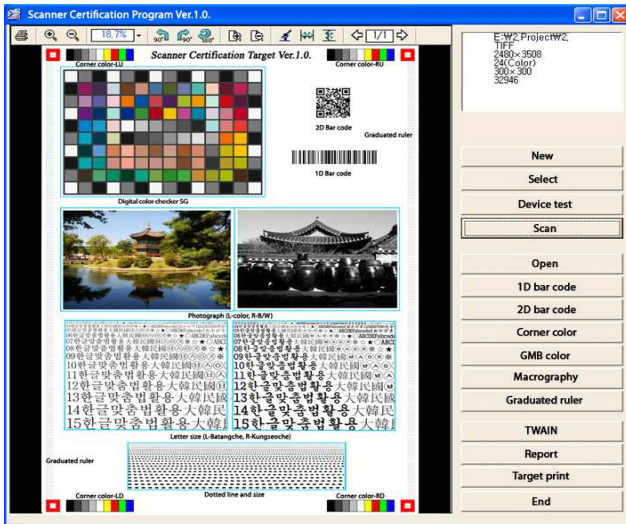 Scanner Certification Program Ver.1.0.
18,7%
90°
90°
180°
1/1
Scanner Certification Target Ver.1.0.
Corner color-LU
Corner color-RU
2D Bar code
Graduated ruler
1D Bar code
Digital color checker SG
Photograph (L-color, R-B/W)
09한글맞춤법활용大韓民國
10한글맞춤법활용大韓民國
11한글맞춤법활용大韓民國
12한글맞춤법활용大韓民國
13한글맞춤법활용大韓民
14한글맞춤법활용大韓民
15한글맞춤법활용大韓民
09한글맞춤법활용大韓民國
10한글맞춤법활용大韓民國
11한글맞춤법활용大韓民國
12한글맞춤법활용大韓民國
13한글맞춤법활용大韓民
14한글맞춤법활용大韓民
15한글맞춤법활용大韓民
Letter size (L-Batangche, R-Kungseoche)
Graduated ruler
Corner color-LD
Dotted line and size
Corner color-RD
E:₩2.Project₩2.
TIFF
2480×3508
24(Color)
300×300
32946
New
Select
Device test
Scan
Open
1D bar code
2D bar code
Corner color
GMB color
Macrography
Graduated ruler
TWAIN
Report
Target print
End